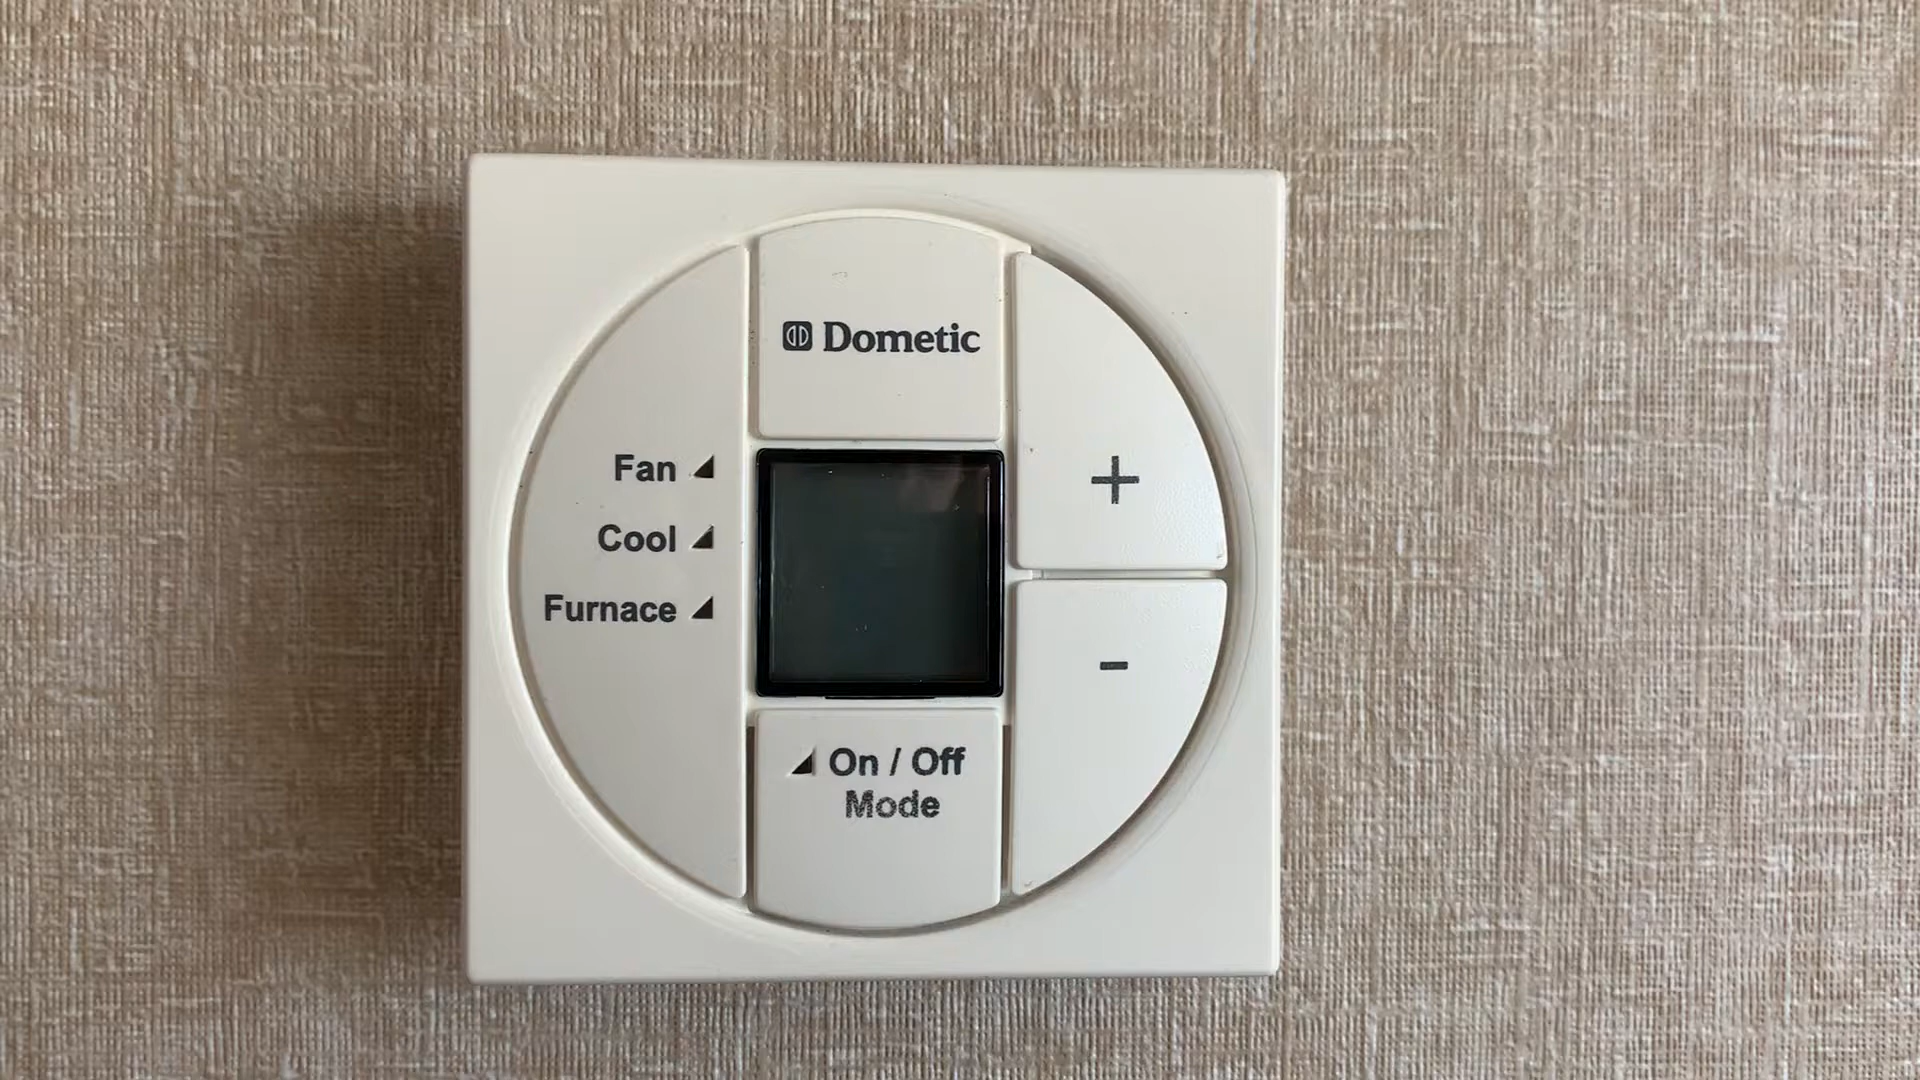 Dometic
Fan
Cool
Furnace
+
-
On / Off
Mode